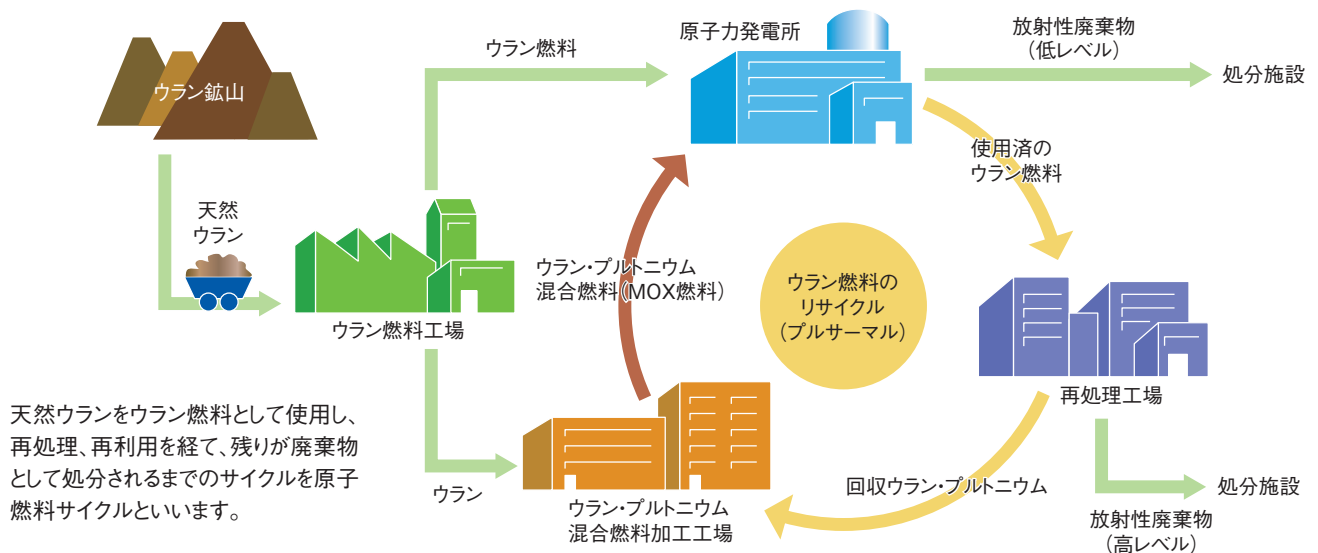 ウラン鉱山
天然
ウラン
ウラン燃料工場
ウラン燃料
原子力発電所
放射性廃棄物
（低レベル）
処分施設
使用済の
ウラン燃料
ウラン・プルトニウム
混合燃料（MOX燃料）
ウラン燃料の
リサイクル
（プルサーマル）
再処理工場
回収ウラン・プルトニウム
処分施設
放射性廃棄物
（高レベル）
ウラン
ウラン・プルトニウム
混合燃料加工工場
天然ウランをウラン燃料として使用し、
再処理、再利用を経て、残りが廃棄物
として処分されるまでのサイクルを原子
燃料サイクルといいます。